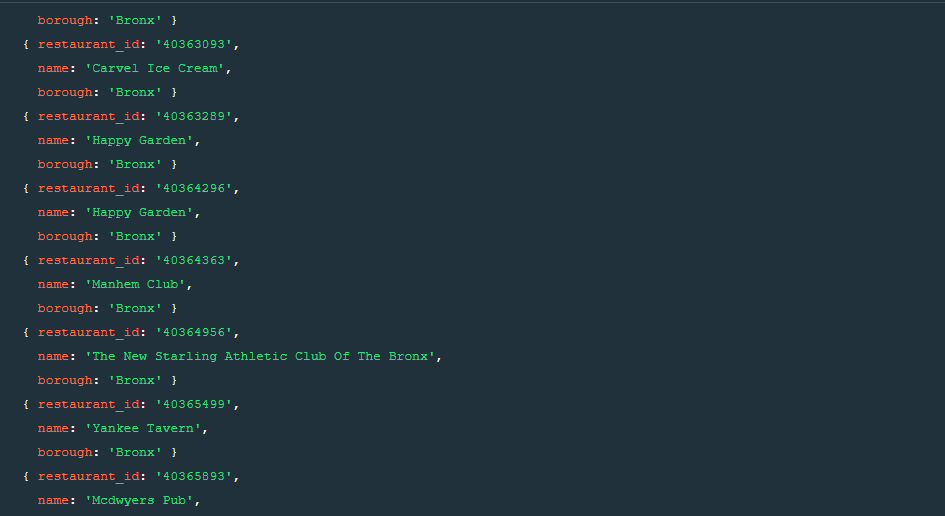 borough: 'Bronx' }
{ restaurant_id: '40363093',
name: 'Carvel Ice Cream',
borough: 'Bronx' }
{ restaurant_id: '40363289',
name: 'Happy Garden',
borough: 'Bronx' }
{ restaurant_id: '40364296',
name: 'Happy Garden',
borough: 'Bronx' }
{ restaurant_id: '40364363',
name: 'Manhem Club',
borough: 'Bronx' }
{ restaurant_id: '40364956',
name: 'The New Starling Athletic Club Of The Bronx',
borough: 'Bronx' }
{ restaurant_id: '40365499',
name: 'Yankee Tavern',
borough: 'Bronx' }
{ restaurant_id: '40365893',
name: 'Mcdwyers Pub',